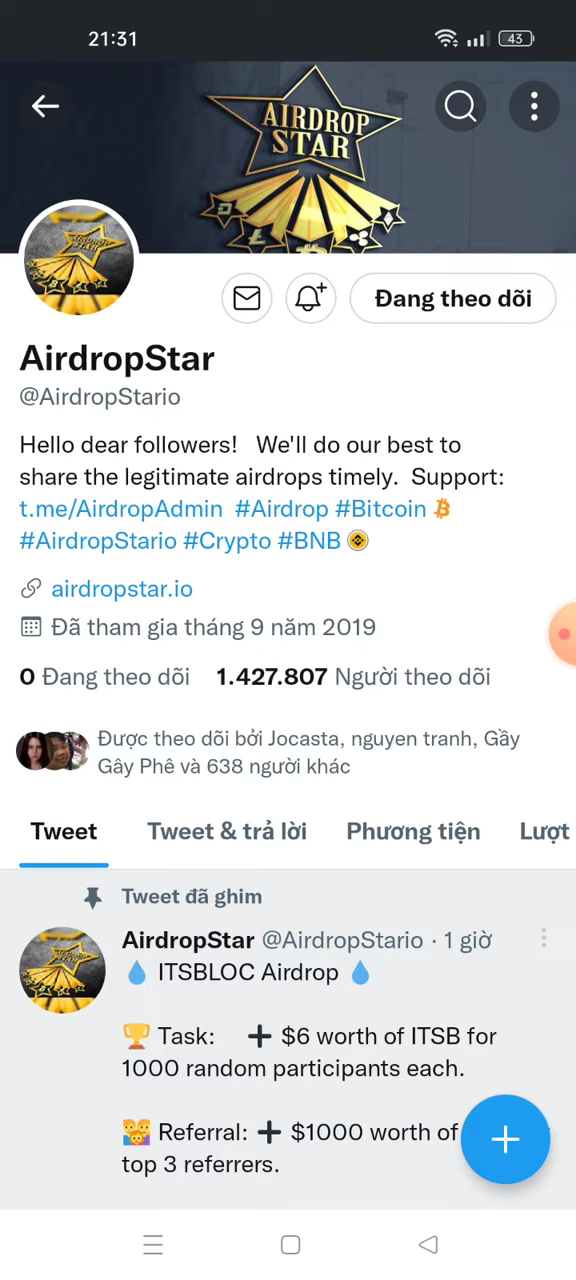 21:31
43
AIRDROP
STAR
Đang theo dõi
AirdropStar
@AirdropStario
Hello dear followers! We'll do our best to
share the legitimate airdrops timely. Support:
t.me/AirdropAdmin #Airdrop #Bitcoin
#AirdropStario #Crypto #BNB
airdropstar.io
Đã tham gia tháng 9 năm 2019
0 Đang theo dõi 1.427.807 Người theo dõi
Được theo dõi bởi Jocasta, nguyen tranh, Gầy
Gây Phê và 638 người khác
Tweet Tweet & trả lời Phương tiện Lượt
Tweet đã ghim
AirdropStar @AirdropStario · 1 giờ
💧 ITSBLOC Airdrop 💧
🏆 Task: ➕ $6 worth of ITSB for
1000 random participants each.
Referral: ➕ $1000 worth of
top 3 referrers.